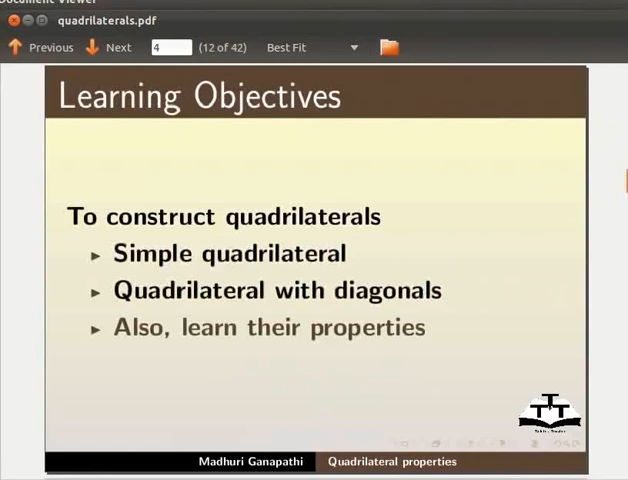 Document Viewer
quadrilaterals.pdf
Previous Next 4 (12 of 42) Best Fit
Learning Objectives
To construct quadrilaterals
Simple quadrilateral
Quadrilateral with diagonals
Also, learn their properties
TTT
Madhuri Ganapathi Quadrilateral properties